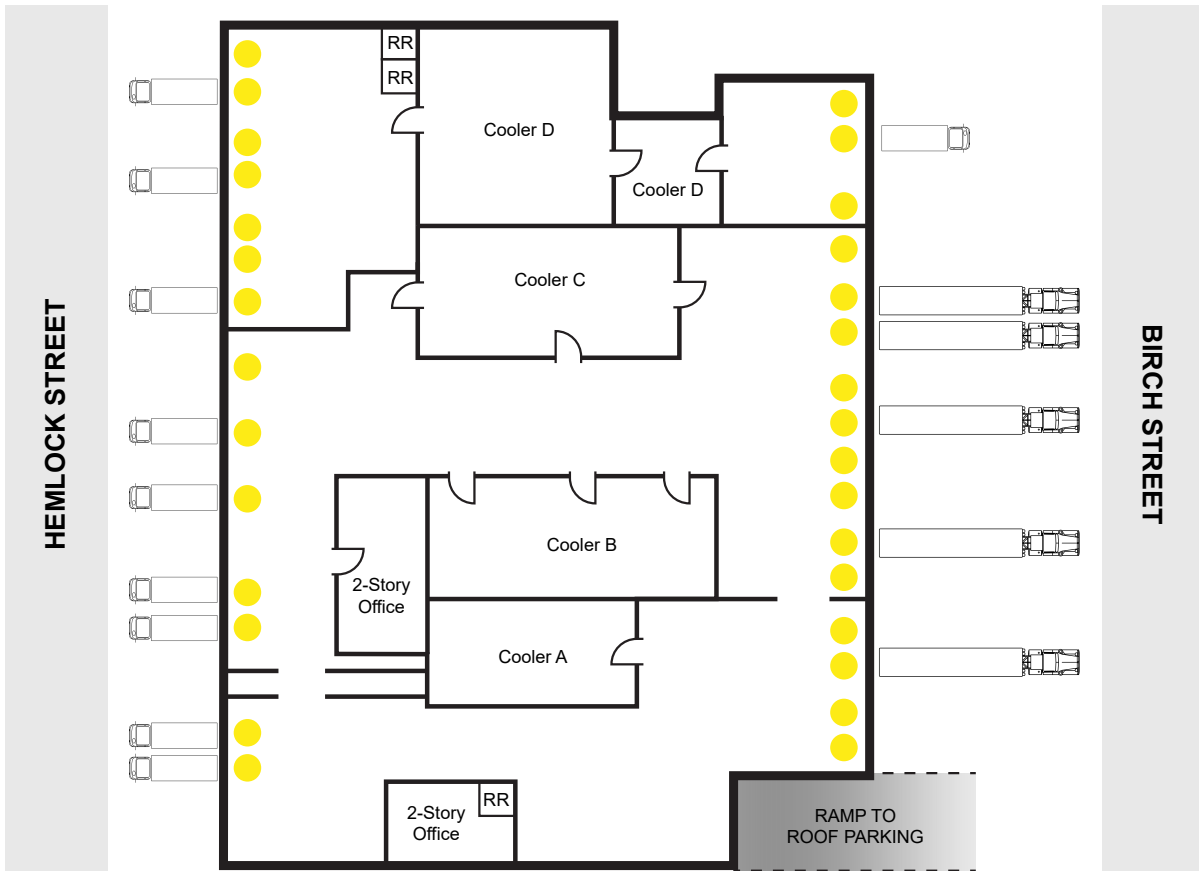 RR
RR
Cooler D
Cooler D
Cooler C
HEMLOCK STREET
BIRCH STREET
Cooler B
2-Story
Office
Cooler A
RR
2-Story
Office
RAMP TO
ROOF PARKING